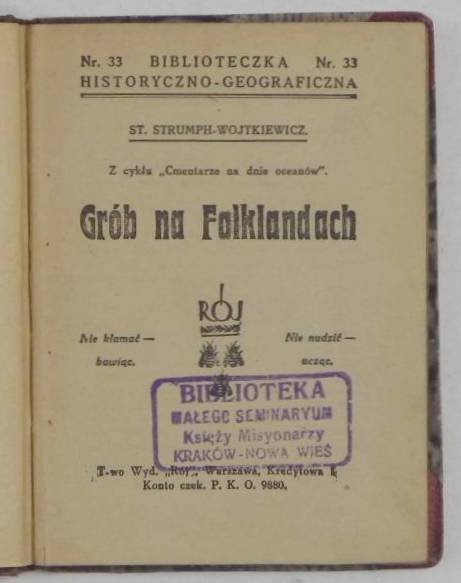 Nr. 33 BIBLIOTECZKA Nr. 33
HISTORYCZNO-GEOGRAFICZNA
ST. STRUMPH-WOJTKIEWICZ.
Z cyklu „Cmentarze na dnie oceanów".
Grób na Falklandach
RÓJ
Nie kłamać —
bawiąc.
Nie nudzić —
ucząc.
BIBLIOTEKA
MAŁEGO SEMINARYUM
Księży Misyonarzy
KRAKÓW-NOWA WIEŚ
T-wo Wyd. „Rój", Warszawa, Kredytowa 1,
Konto czek. P. K. O. 9880,